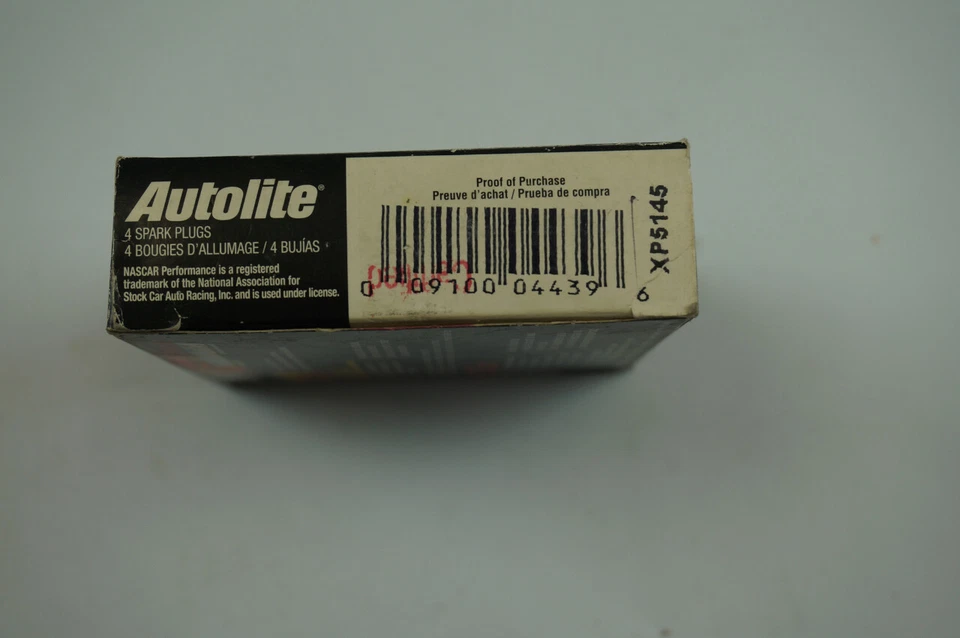 Autolite®
4 SPARK PLUGS
4 BOUGIES D'ALLUMAGE / 4 BUJÍAS
NASCAR Performance is a registered
trademark of the National Association for
Stock Car Auto Racing, Inc. and is used under license.
Proof of Purchase
Preuve d'achat / Prueba de compra
0 09100 04439 6
XP5145